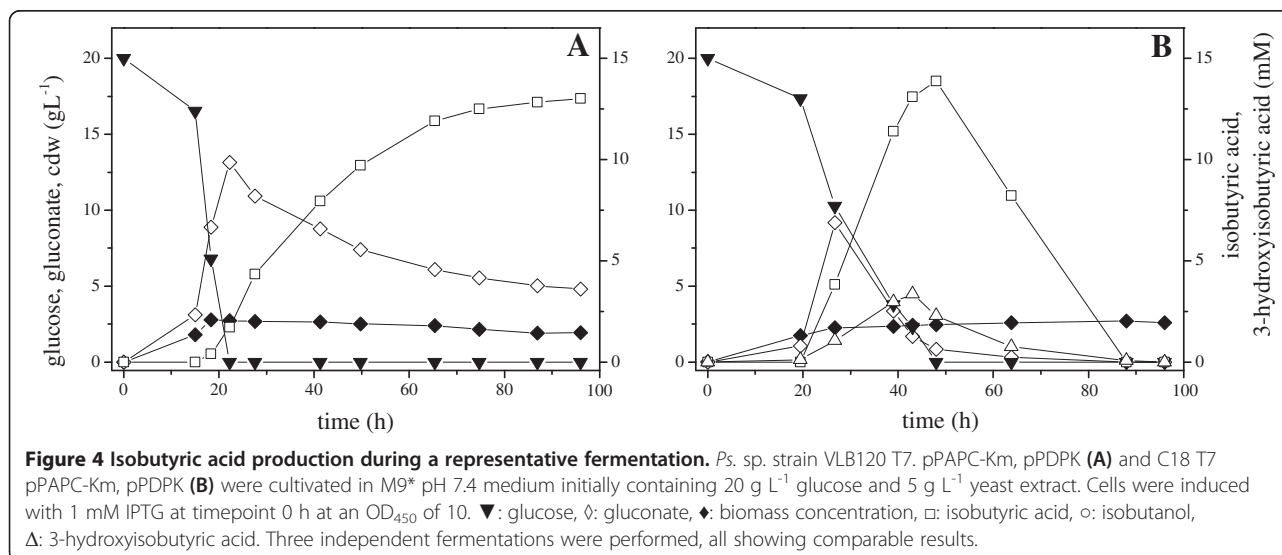 A
B
20
15
10
5
0
15
10
5
0
20
15
10
5
0
15
10
5
0
0 20 40 60 80 100
0 20 40 60 80 100
time (h)
time (h)
glucose, gluconate, cdw (gL⁻¹)
isobutyric acid,
3-hydroxyisobutyric acid (mM)
Figure 4 Isobutyric acid production during a representative fermentation. Ps. sp. strain VLB120 T7. pPAPC-Km, pPDPK (A) and C18 T7
pPAPC-Km, pPDPK (B) were cultivated in M9* pH 7.4 medium initially containing 20 g L⁻¹ glucose and 5 g L⁻¹ yeast extract. Cells were induced
with 1 mM IPTG at timepoint 0 h at an OD₄₅₀ of 10. ▼: glucose, ◊: gluconate, ♦: biomass concentration, □: isobutyric acid, ○: isobutanol,
Δ: 3-hydroxyisobutyric acid. Three independent fermentations were performed, all showing comparable results.